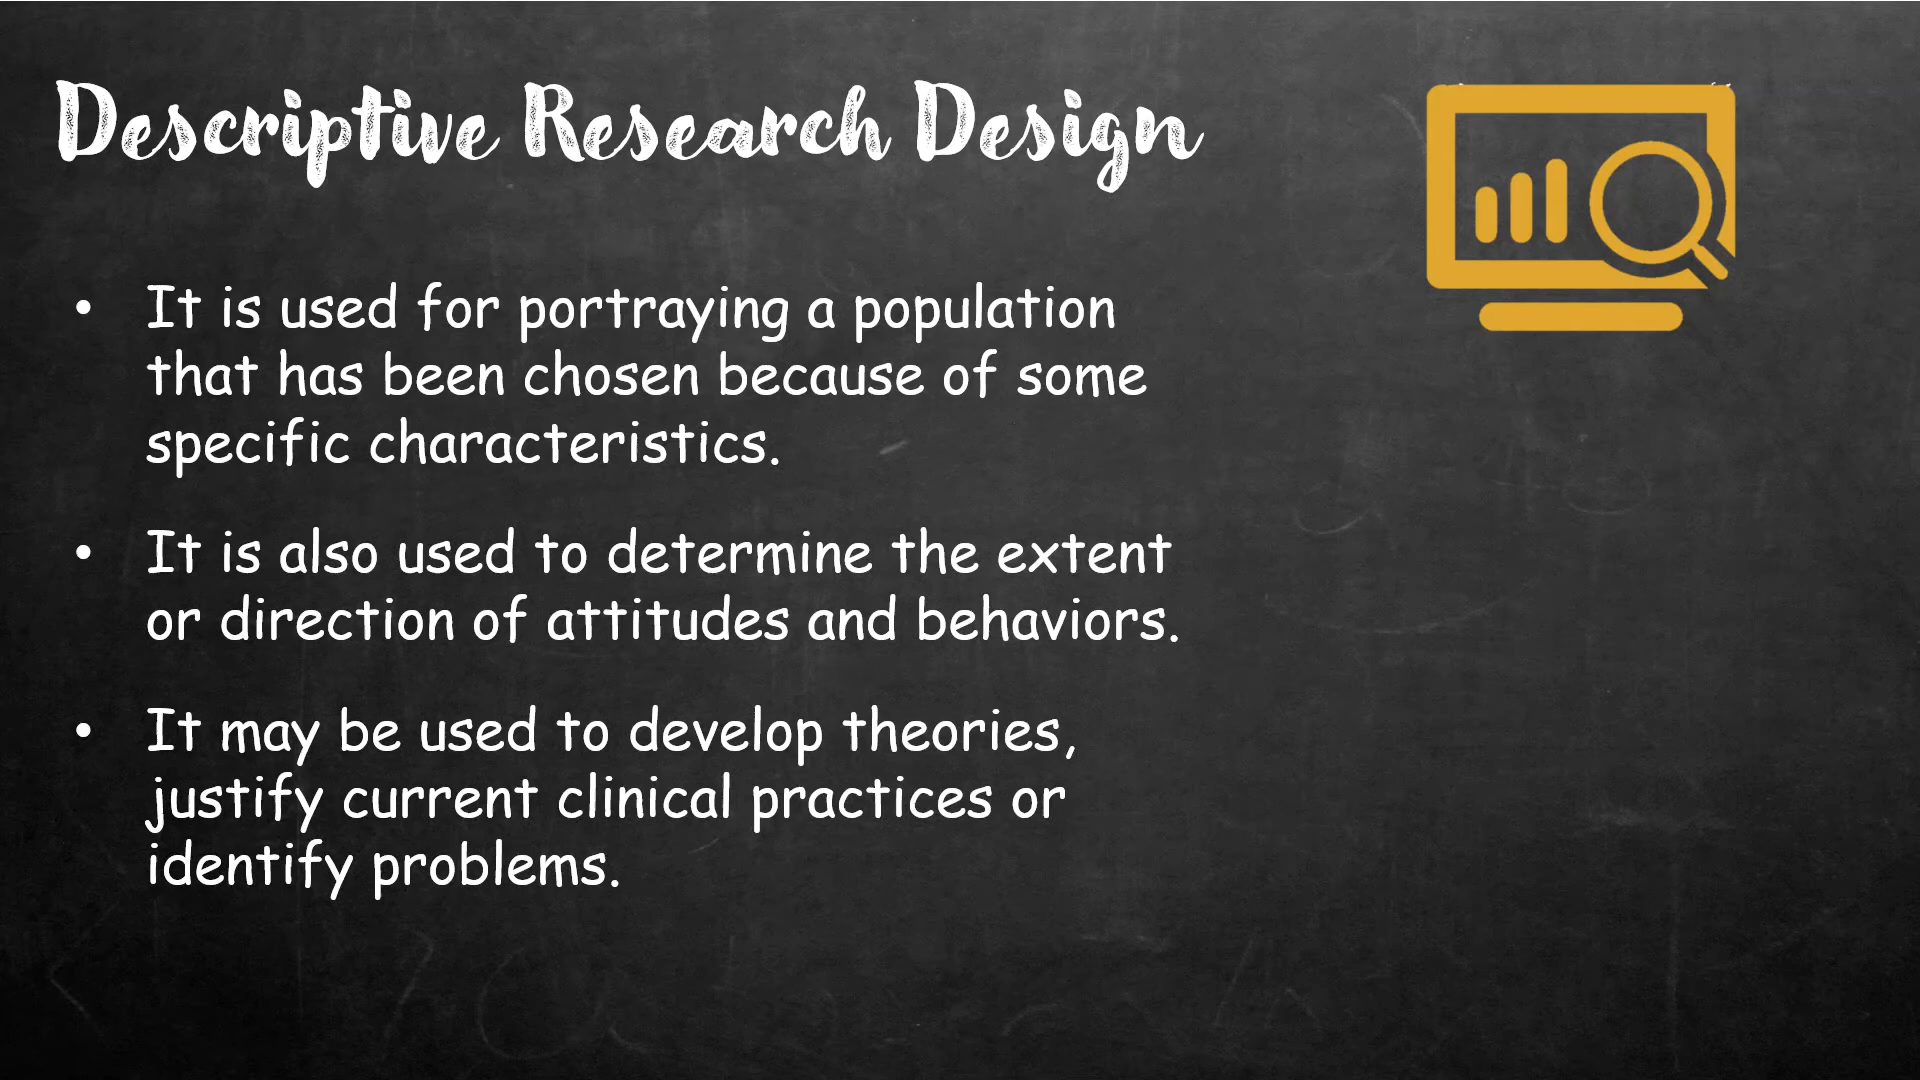 Descriptive Research Design
• It is used for portraying a population
that has been chosen because of some
specific characteristics.
• It is also used to determine the extent
or direction of attitudes and behaviors.
• It may be used to develop theories,
justify current clinical practices or
identify problems.